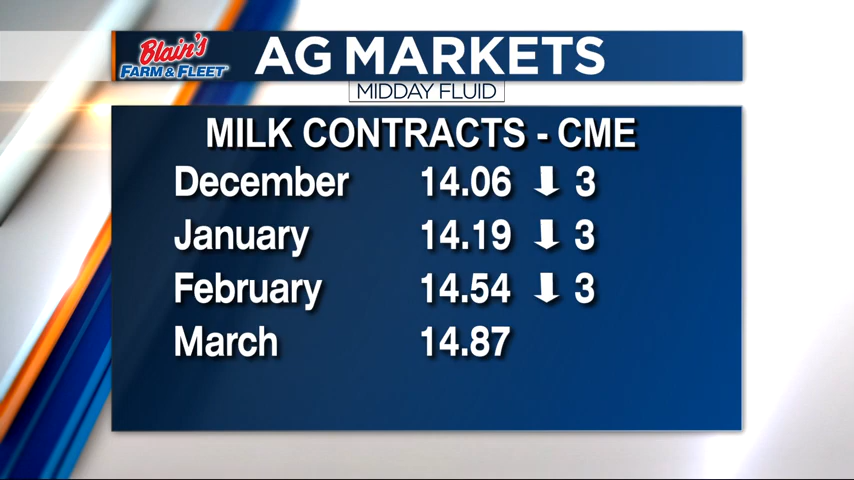 Blain's
FARM & FLEET
AG MARKETS
MIDDAY FLUID
MILK CONTRACTS - CME
December 14.06 ⬇ 3
January 14.19 ⬇ 3
February 14.54 ⬇ 3
March 14.87